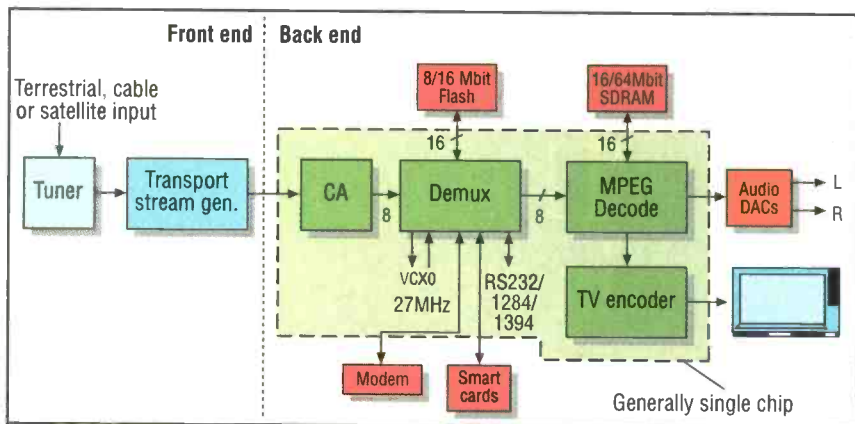 Front end
Back end
Terrestrial, cable
or satellite input
8/16 Mbit
Flash
16/64Mbit
SDRAM
16
16
Tuner
Transport
stream gen.
CA
8
Demux
8
MPEG
Decode
Audio
DACs
L
R
VCX0
27MHz
RS232/
1284/
1394
TV encoder
Modem
Smart
cards
Generally single chip